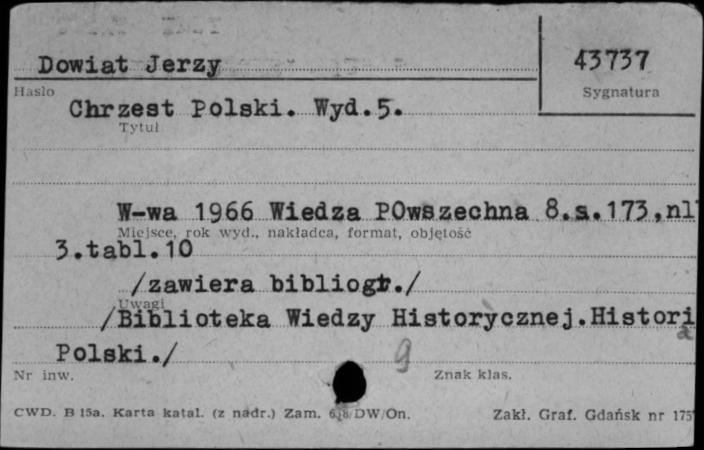 Dowiat Jerzy
43737
Hasło
Sygnatura
Chrzest Polski. Wyd.5.
Tytuł
W-wa 1966 Wiedza POwszechna 8.s.173,nl
Miejsce, rok wyd., nakładca, format, objętość
3.tabl.10
/zawiera bibliogr./
Uwagi
/Biblioteka Wiedzy Historycznej.Histori
a
Polski./
9
Nr inw.
Znak klas.
CWD. B 15a. Karta katal. (z nadr.) Zam. DW/On.
Zakł. Graf. Gdańsk nr 175